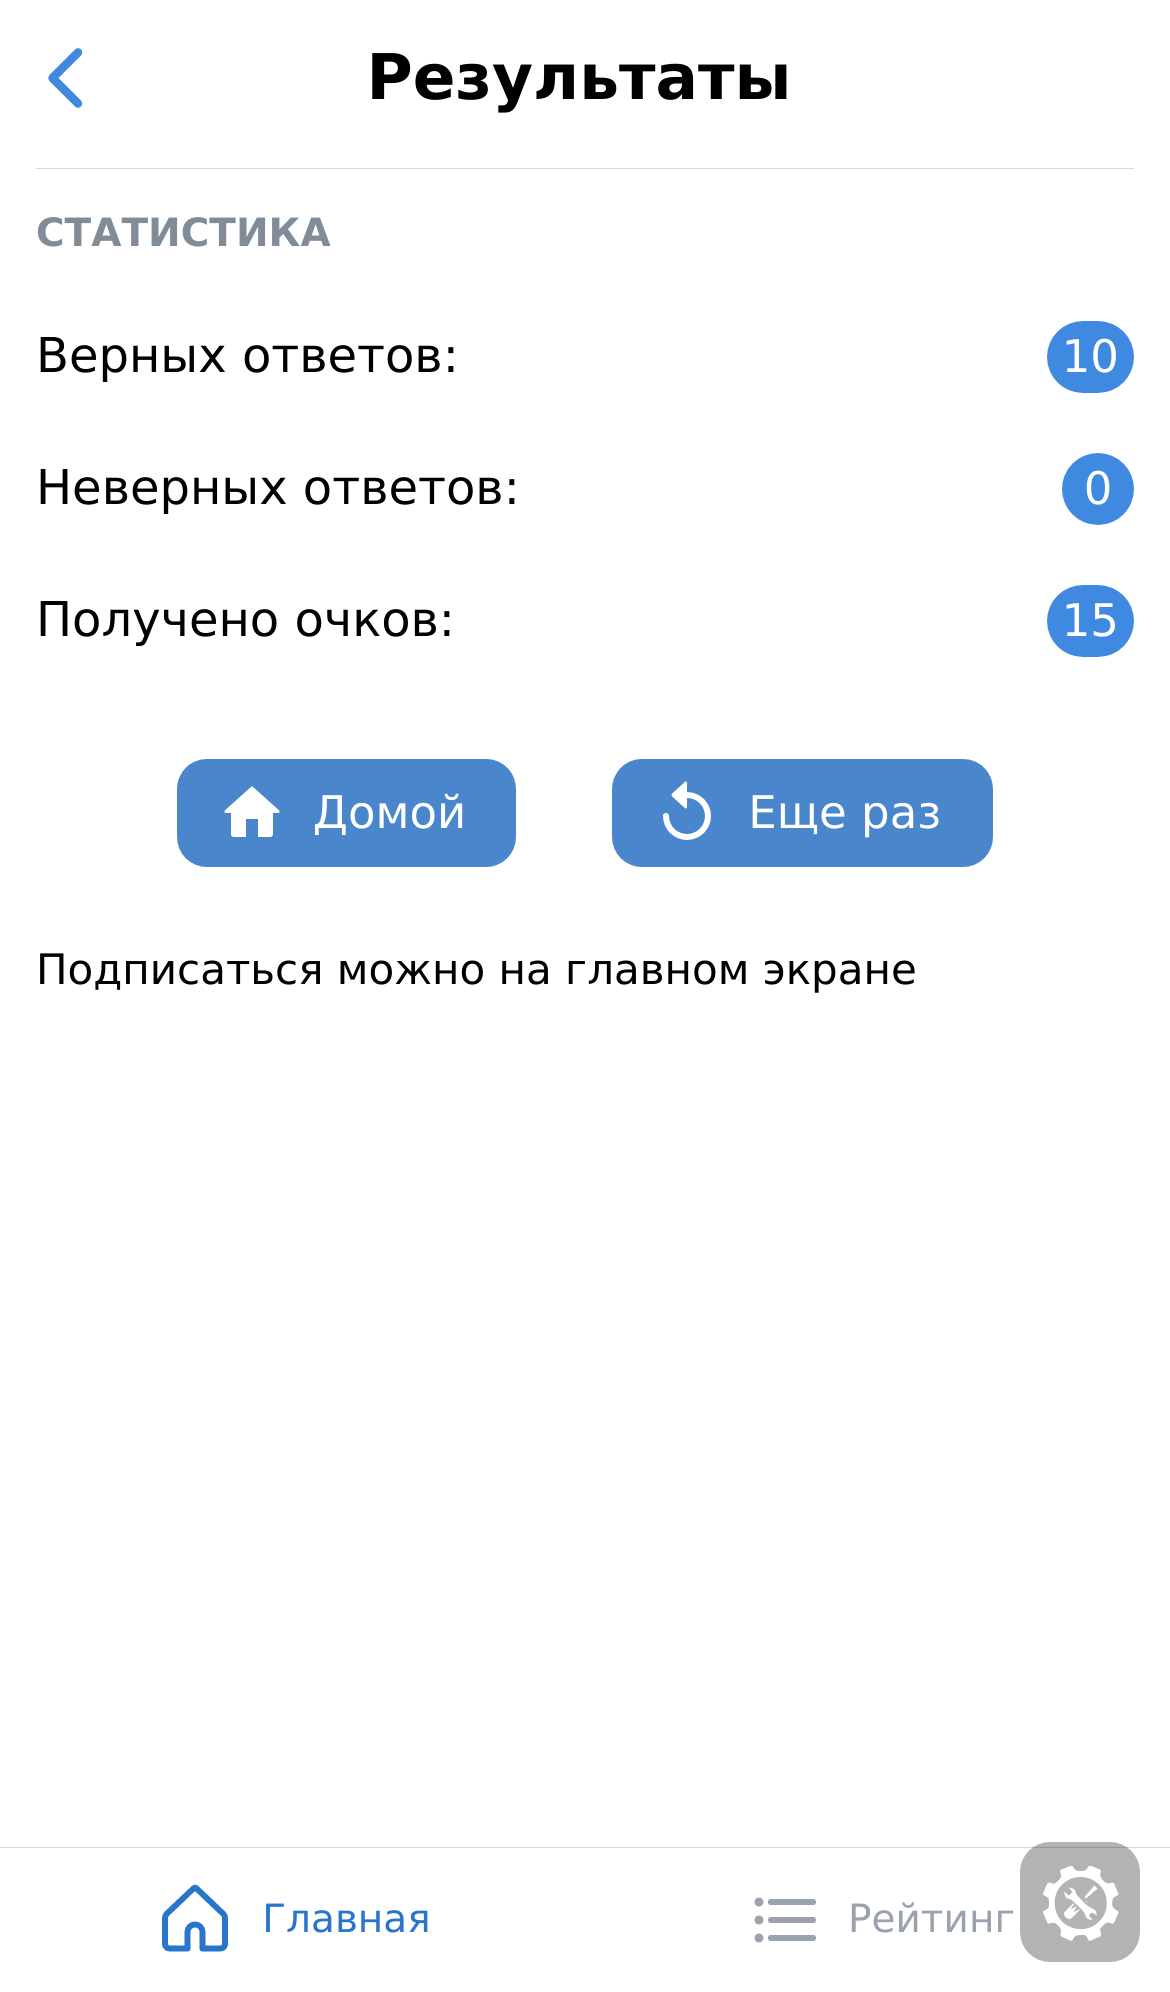 Результаты
СТАТИСТИКА
Верных ответов: 10
Неверных ответов: 0
Получено очков: 15
Домой Еще раз
Подписаться можно на главном экране
Главная Рейтинг